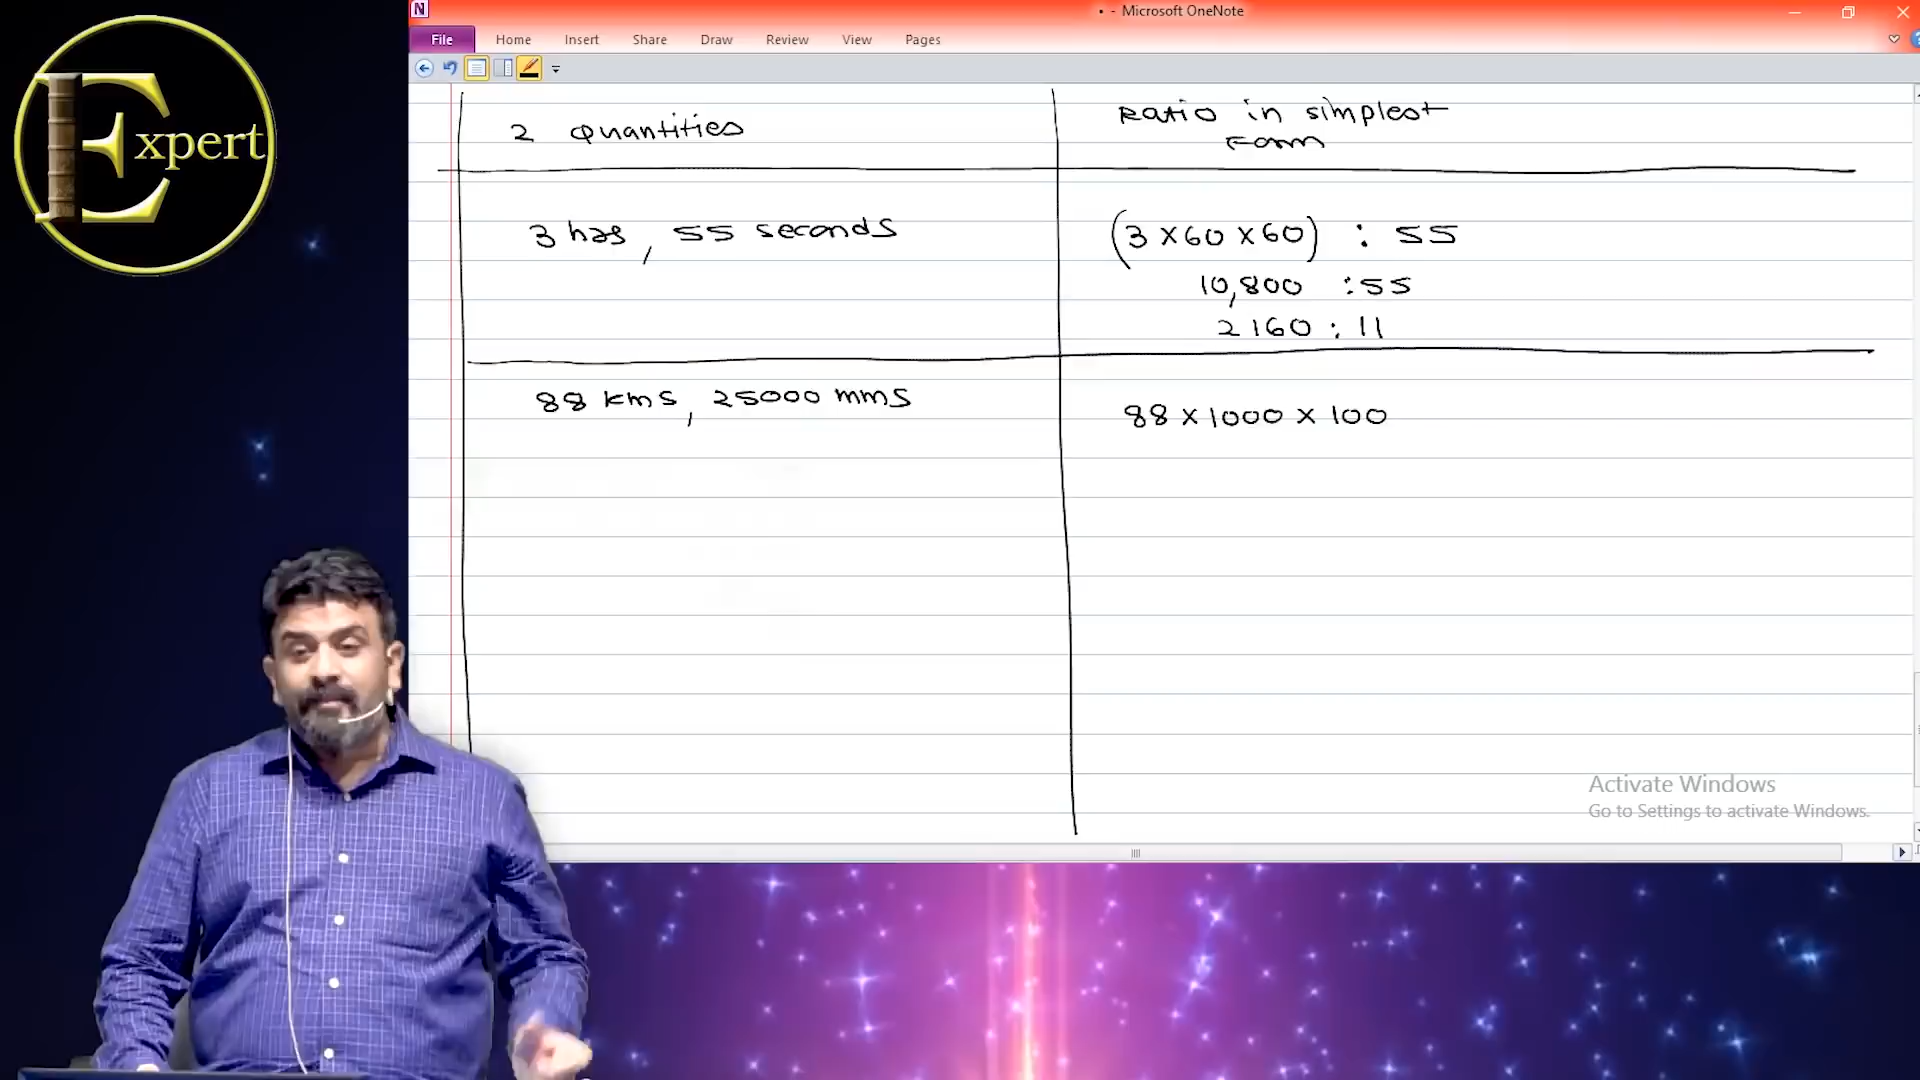 Expert
- Microsoft OneNote
File Home Insert Share Draw Review View Pages
2 Quantities
Ratio in simplest
Form
3 hrs, 55 seconds
(3 × 60 × 60) : 55
10,800 : 55
2160 : 11
88 kms, 25000 mms
88 × 1000 × 100
Activate Windows
Go to Settings to activate Windows.